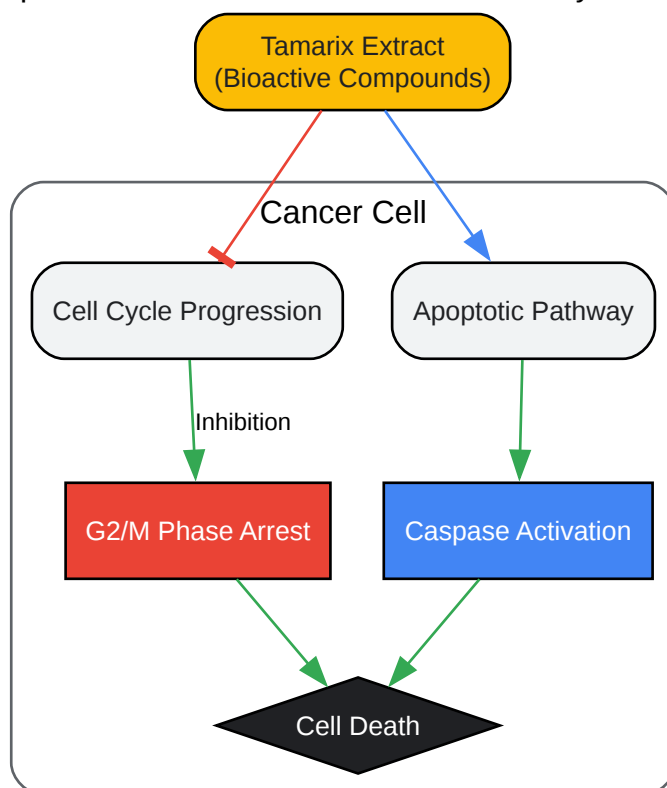 Tamarix Extract
(Bioactive Compounds)
Cancer Cell
Cell Cycle Progression
Apoptotic Pathway
Inhibition
G2/M Phase Arrest
Caspase Activation
Cell Death